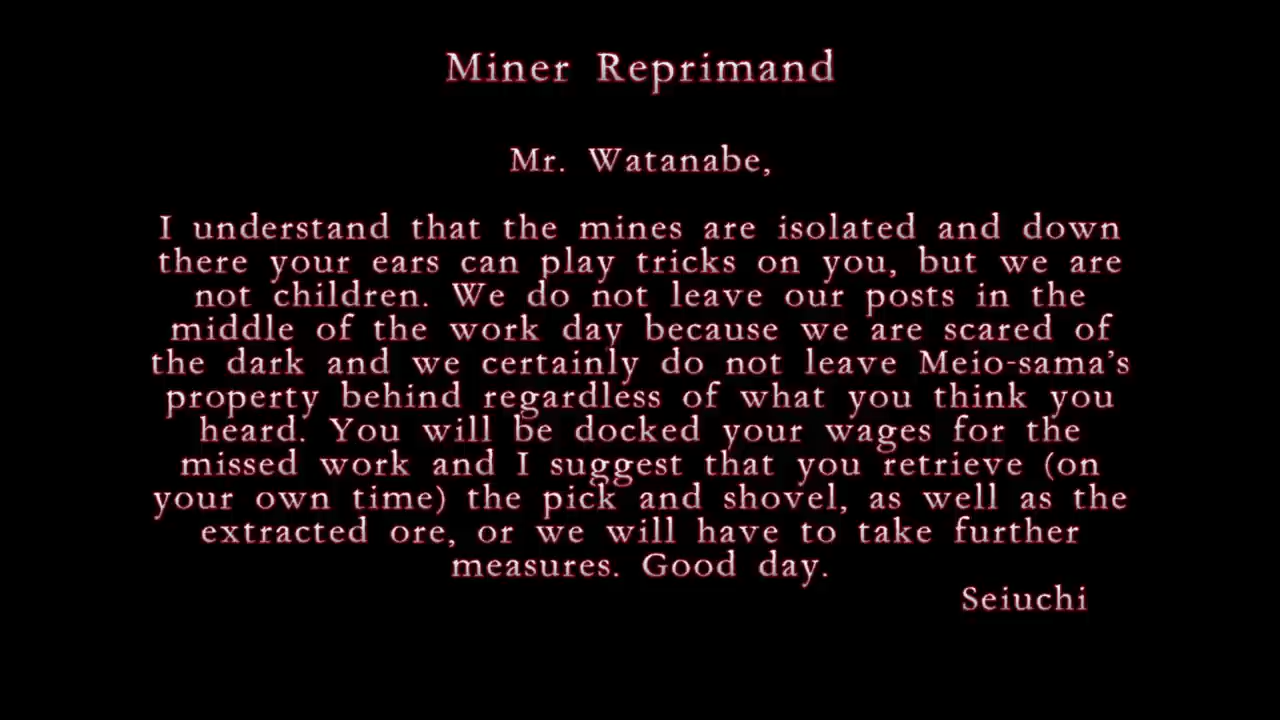 Miner Reprimand
Mr. Watanabe,
I understand that the mines are isolated and down
there your ears can play tricks on you, but we are
not children. We do not leave our posts in the
middle of the work day because we are scared of
the dark and we certainly do not leave Meio-sama’s
property behind regardless of what you think you
heard. You will be docked your wages for the
missed work and I suggest that you retrieve (on
your own time) the pick and shovel, as well as the
extracted ore, or we will have to take further
measures. Good day.
Seiuchi